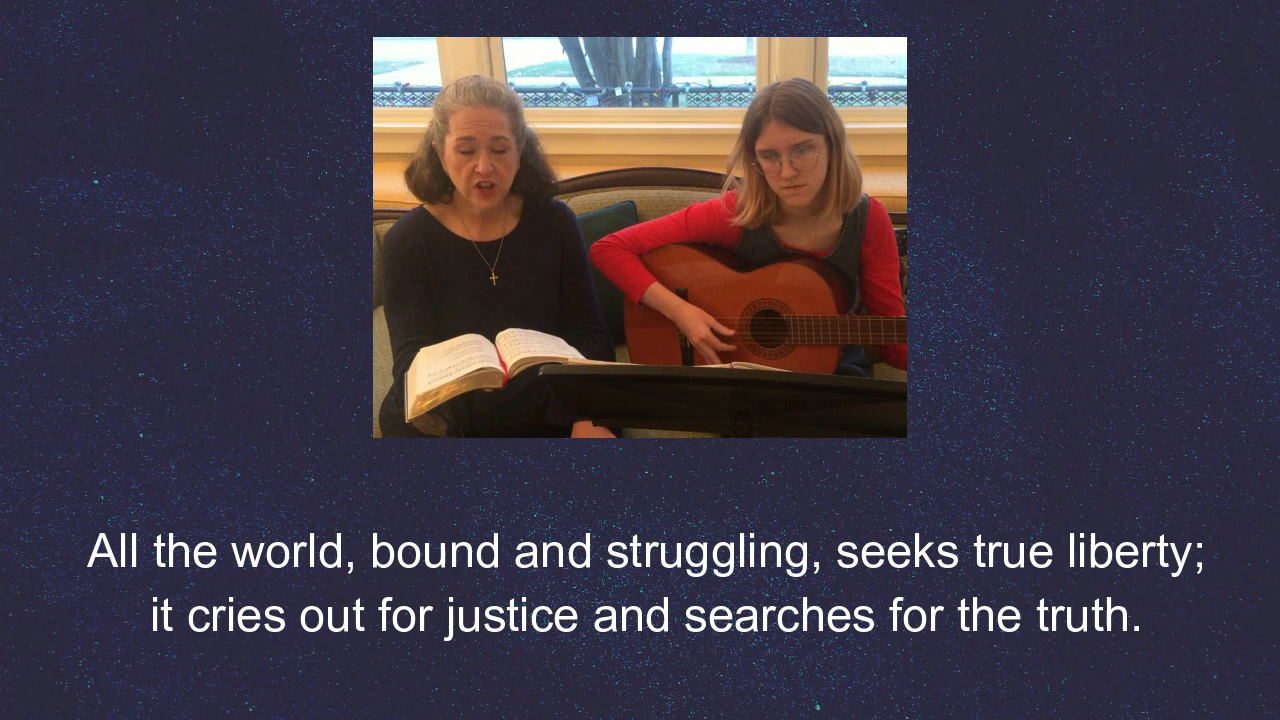 All the world, bound and struggling, seeks true liberty;
it cries out for justice and searches for the truth.